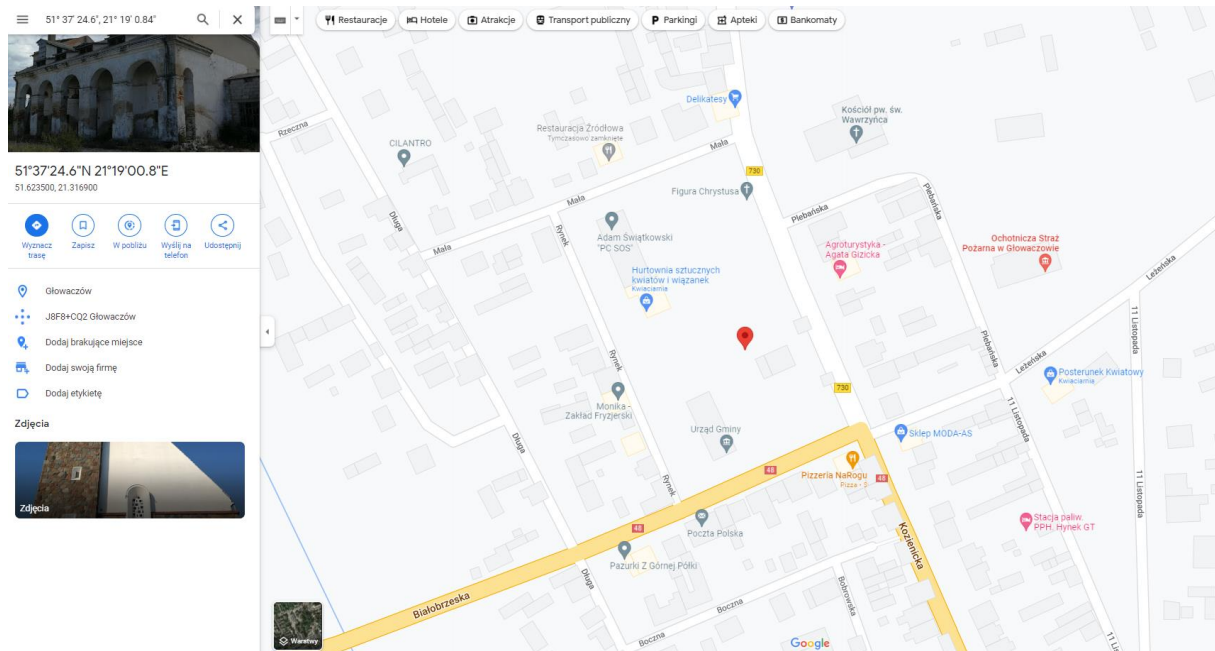 51° 37' 24.6", 21° 19' 0.84"
Restauracje
Hotele
Atrakcje
Transport publiczny
Parkingi
Apteki
Bankomaty
51°37'24.6"N 21°19'00.8"E
51.623500, 21.316900
Wyznacz
trasę
Zapisz
W pobliżu
Wyślij na
telefon
Udostępnij
Głowaczów
J8F8+CQ2 Głowaczów
Dodaj brakujące miejsce
Dodaj swoją firmę
Dodaj etykietę
Zdjęcia
Zdjęcia
Delikatesy
Kościół pw. św.
Wawrzyńca
Rzeczna
Restauracja Źródłowa
Tymczasowo zamknięte
CILANTRO
Mała
730
Figura Chrystusa
Plebańska
Mała
Plebańska
Długa
Rynek
Adam Świątkowski
"PC SOS"
Mała
Agroturystyka -
Agata Gizicka
Ochotnicza Straż
Pożarna w Głowaczowie
Leżeńska
Hurtownia sztucznych
kwiatów i wiązanek
Kwiaciarnia
11 Listopada
Plebańska
Rynek
Leżeńska
Posterunek Kwiatowy
Kwiaciarnia
730
Monika -
Zakład Fryzjerski
11 Listopada
Urząd Gminy
Sklep MODA-AS
Długa
48
Pizzeria NaRogu
Pizza - $
48
Rynek
11 Listopada
48
Poczta Polska
Stacja paliw.
PPH. Hynek GT
Kozienicka
Pazurki Z Górnej Półki
Długa
Białobrzeska
Boczna
Bobrowska
Boczna
Warstwy
Google
11 L